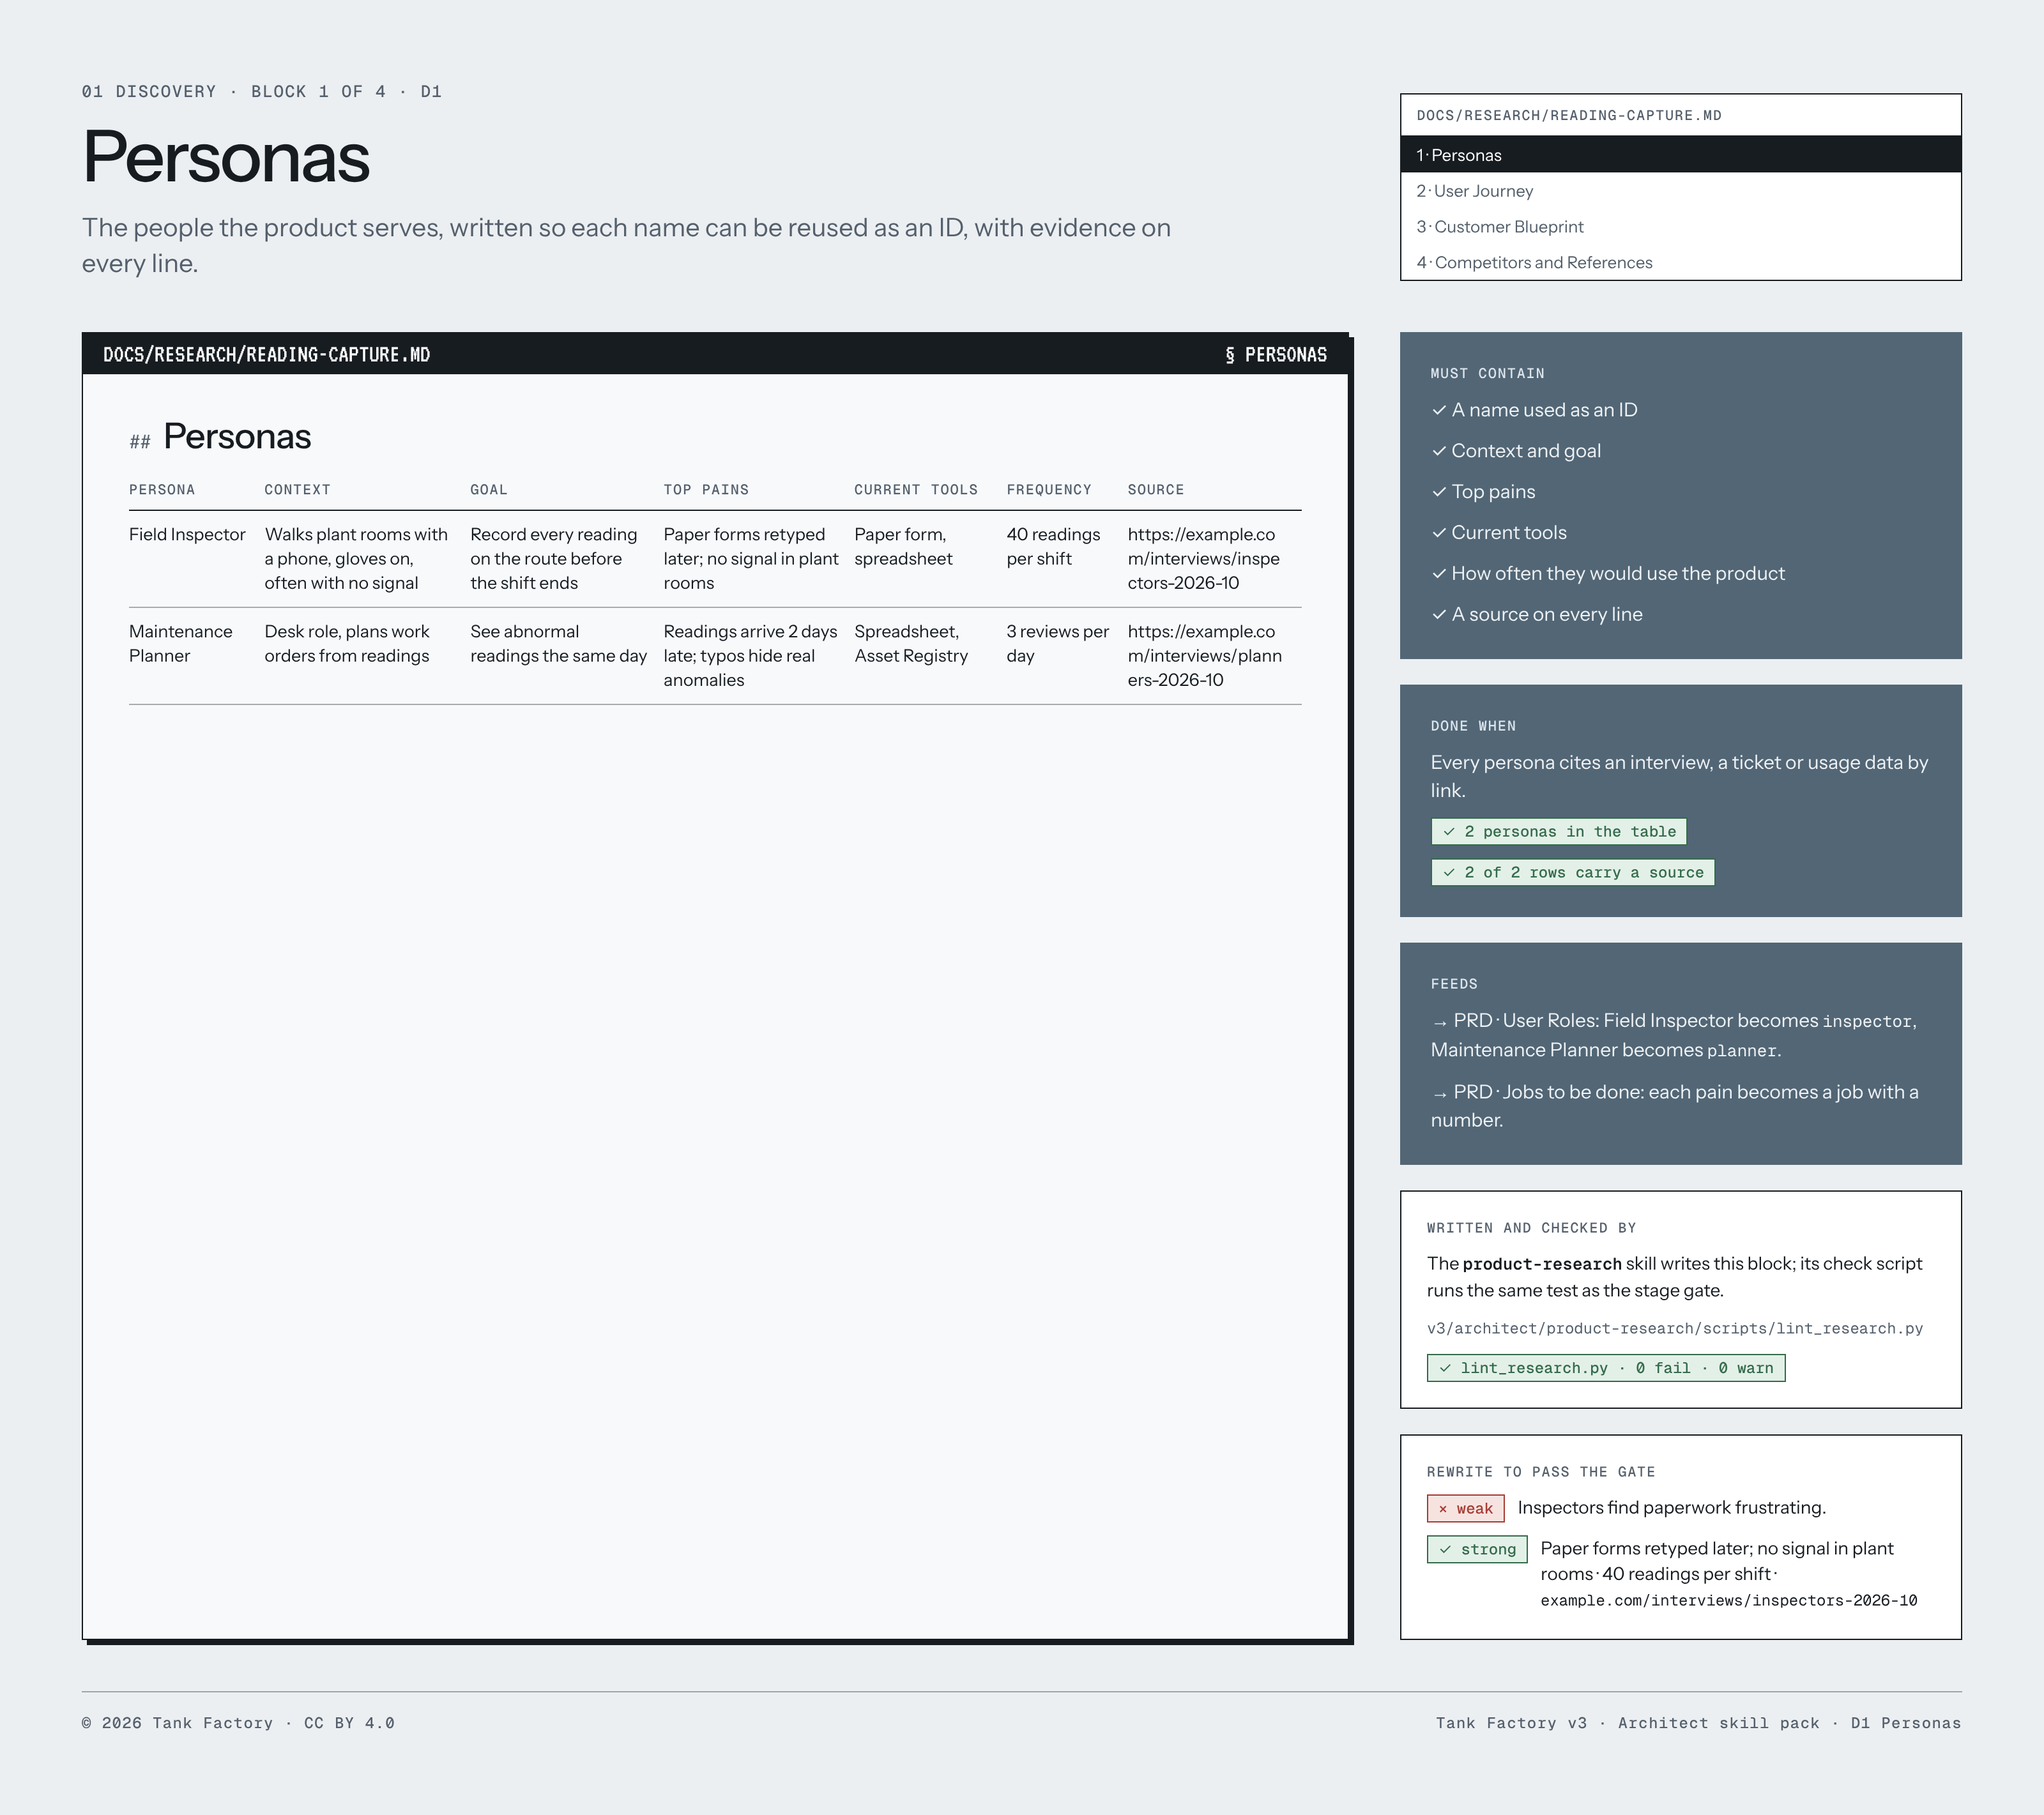 01 DISCOVERY · BLOCK 1 OF 4 · D1
Personas
The people the product serves, written so each name can be reused as an ID, with evidence on
every line.
DOCS/RESEARCH/READING-CAPTURE.MD
1 · Personas
2 · User Journey
3 · Customer Blueprint
4 · Competitors and References
DOCS/RESEARCH/READING-CAPTURE.MD § PERSONAS
## Personas
PERSONA CONTEXT GOAL TOP PAINS CURRENT TOOLS FREQUENCY SOURCE
Field Inspector Walks plant rooms with Record every reading Paper forms retyped Paper form, 40 readings https://example.co
a phone, gloves on, on the route before later; no signal in plant spreadsheet per shift m/interviews/inspe
often with no signal the shift ends rooms ctors-2026-10
Maintenance Desk role, plans work See abnormal Readings arrive 2 days Spreadsheet, 3 reviews per https://example.co
Planner orders from readings readings the same day late; typos hide real Asset Registry day m/interviews/plann
anomalies ers-2026-10
MUST CONTAIN
✓ A name used as an ID
✓ Context and goal
✓ Top pains
✓ Current tools
✓ How often they would use the product
✓ A source on every line
DONE WHEN
Every persona cites an interview, a ticket or usage data by
link.
✓ 2 personas in the table
✓ 2 of 2 rows carry a source
FEEDS
→ PRD · User Roles: Field Inspector becomes inspector,
Maintenance Planner becomes planner.
→ PRD · Jobs to be done: each pain becomes a job with a
number.
WRITTEN AND CHECKED BY
The product-research skill writes this block; its check script
runs the same test as the stage gate.
v3/architect/product-research/scripts/lint_research.py
✓ lint_research.py · 0 fail · 0 warn
REWRITE TO PASS THE GATE
× weak Inspectors find paperwork frustrating.
✓ strong Paper forms retyped later; no signal in plant
rooms · 40 readings per shift ·
example.com/interviews/inspectors-2026-10
© 2026 Tank Factory · CC BY 4.0
Tank Factory v3 · Architect skill pack · D1 Personas